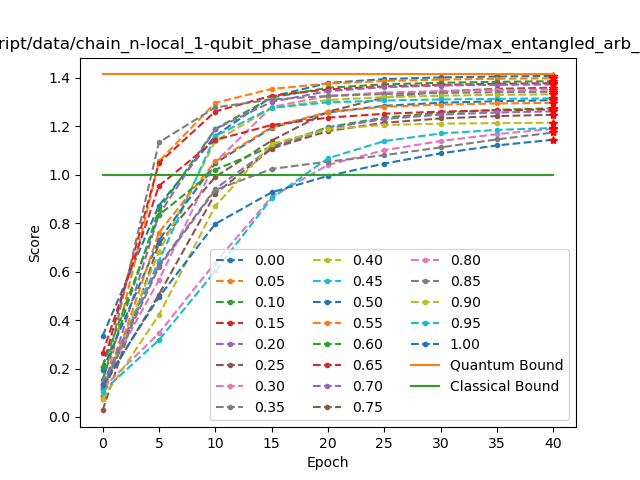 ript/data/chain_n-local_1-qubit_phase_damping/outside/max_entangled_arb_
Score
1.4
1.2
1.0
0.8
0.6
0.4
0.2
0.0
0.00 0.40 0.80
0.05 0.45 0.85
0.10 0.50 0.90
0.15 0.55 0.95
0.20 0.60 1.00
0.25 0.65 Quantum Bound
0.30 0.70 Classical Bound
0.35 0.75
0 5 10 15 20 25 30 35 40
Epoch